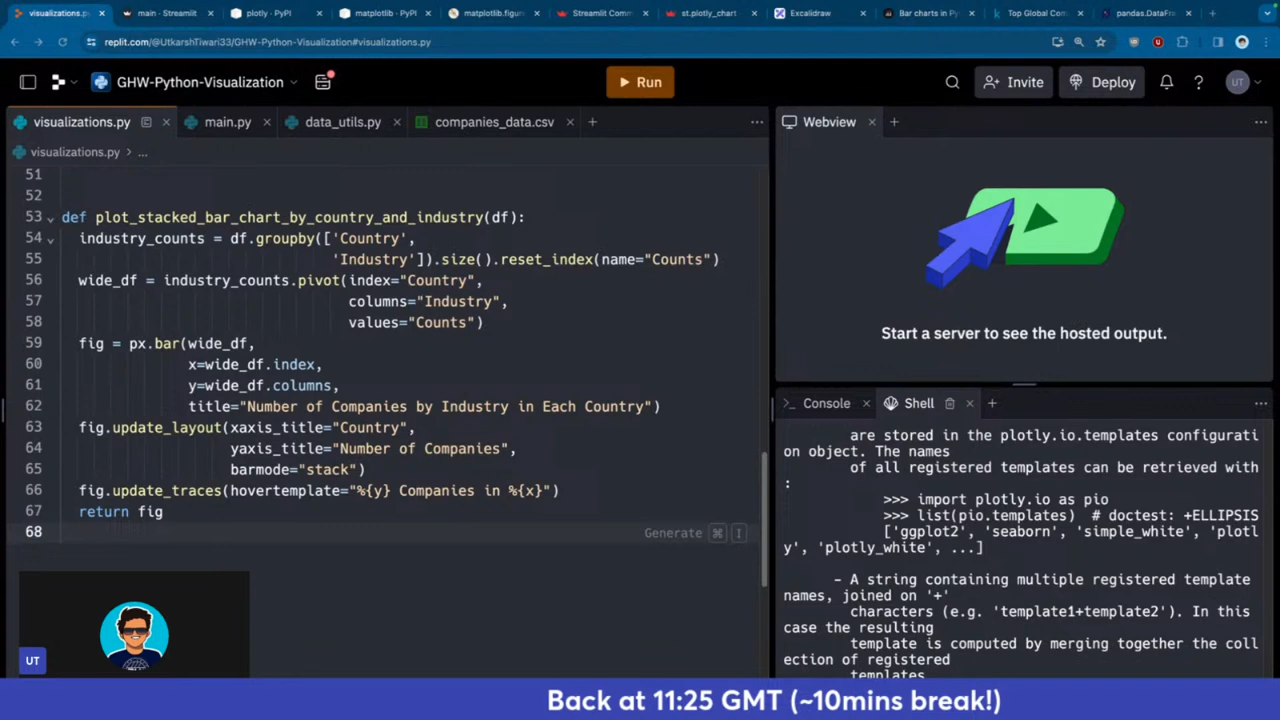 main - Streamlit
plotly · PyPI
matplotlib · PyPI
matplotlib.figur
Streamlit Comm
st.plotly_chart
Excalidraw
Bar charts in Py
Top Global Com
pandas.DataFra
replit.com/@UtkarshTiwari33/GHW-Python-Visualization#visualizations.py
GHW-Python-Visualization
Run
Invite
Deploy
UT
visualizations.py
main.py
data_utils.py
companies_data.csv
Webview
visualizations.py > ...
51
52
53 def plot_stacked_bar_chart_by_country_and_industry(df):
54 industry_counts = df.groupby(['Country',
55 'Industry']).size().reset_index(name="Counts")
56 wide_df = industry_counts.pivot(index="Country",
57 columns="Industry",
58 values="Counts")
59 fig = px.bar(wide_df,
60 x=wide_df.index,
61 y=wide_df.columns,
62 title="Number of Companies by Industry in Each Country")
63 fig.update_layout(xaxis_title="Country",
64 yaxis_title="Number of Companies",
65 barmode="stack")
66 fig.update_traces(hovertemplate="%{y} Companies in %{x}")
67 return fig
68
Generate ⌘ I
Start a server to see the hosted output.
Console
Shell
are stored in the plotly.io.templates configurati
on object. The names
of all registered templates can be retrieved with
:
>>> import plotly.io as pio
>>> list(pio.templates) # doctest: +ELLIPSIS
['ggplot2', 'seaborn', 'simple_white', 'plotl
y', 'plotly_white', ...]
- A string containing multiple registered template
names, joined on '+'
characters (e.g. 'template1+template2'). In this
case the resulting
template is computed by merging together the coll
ection of registered
templates
UT
Back at 11:25 GMT (~10mins break!)